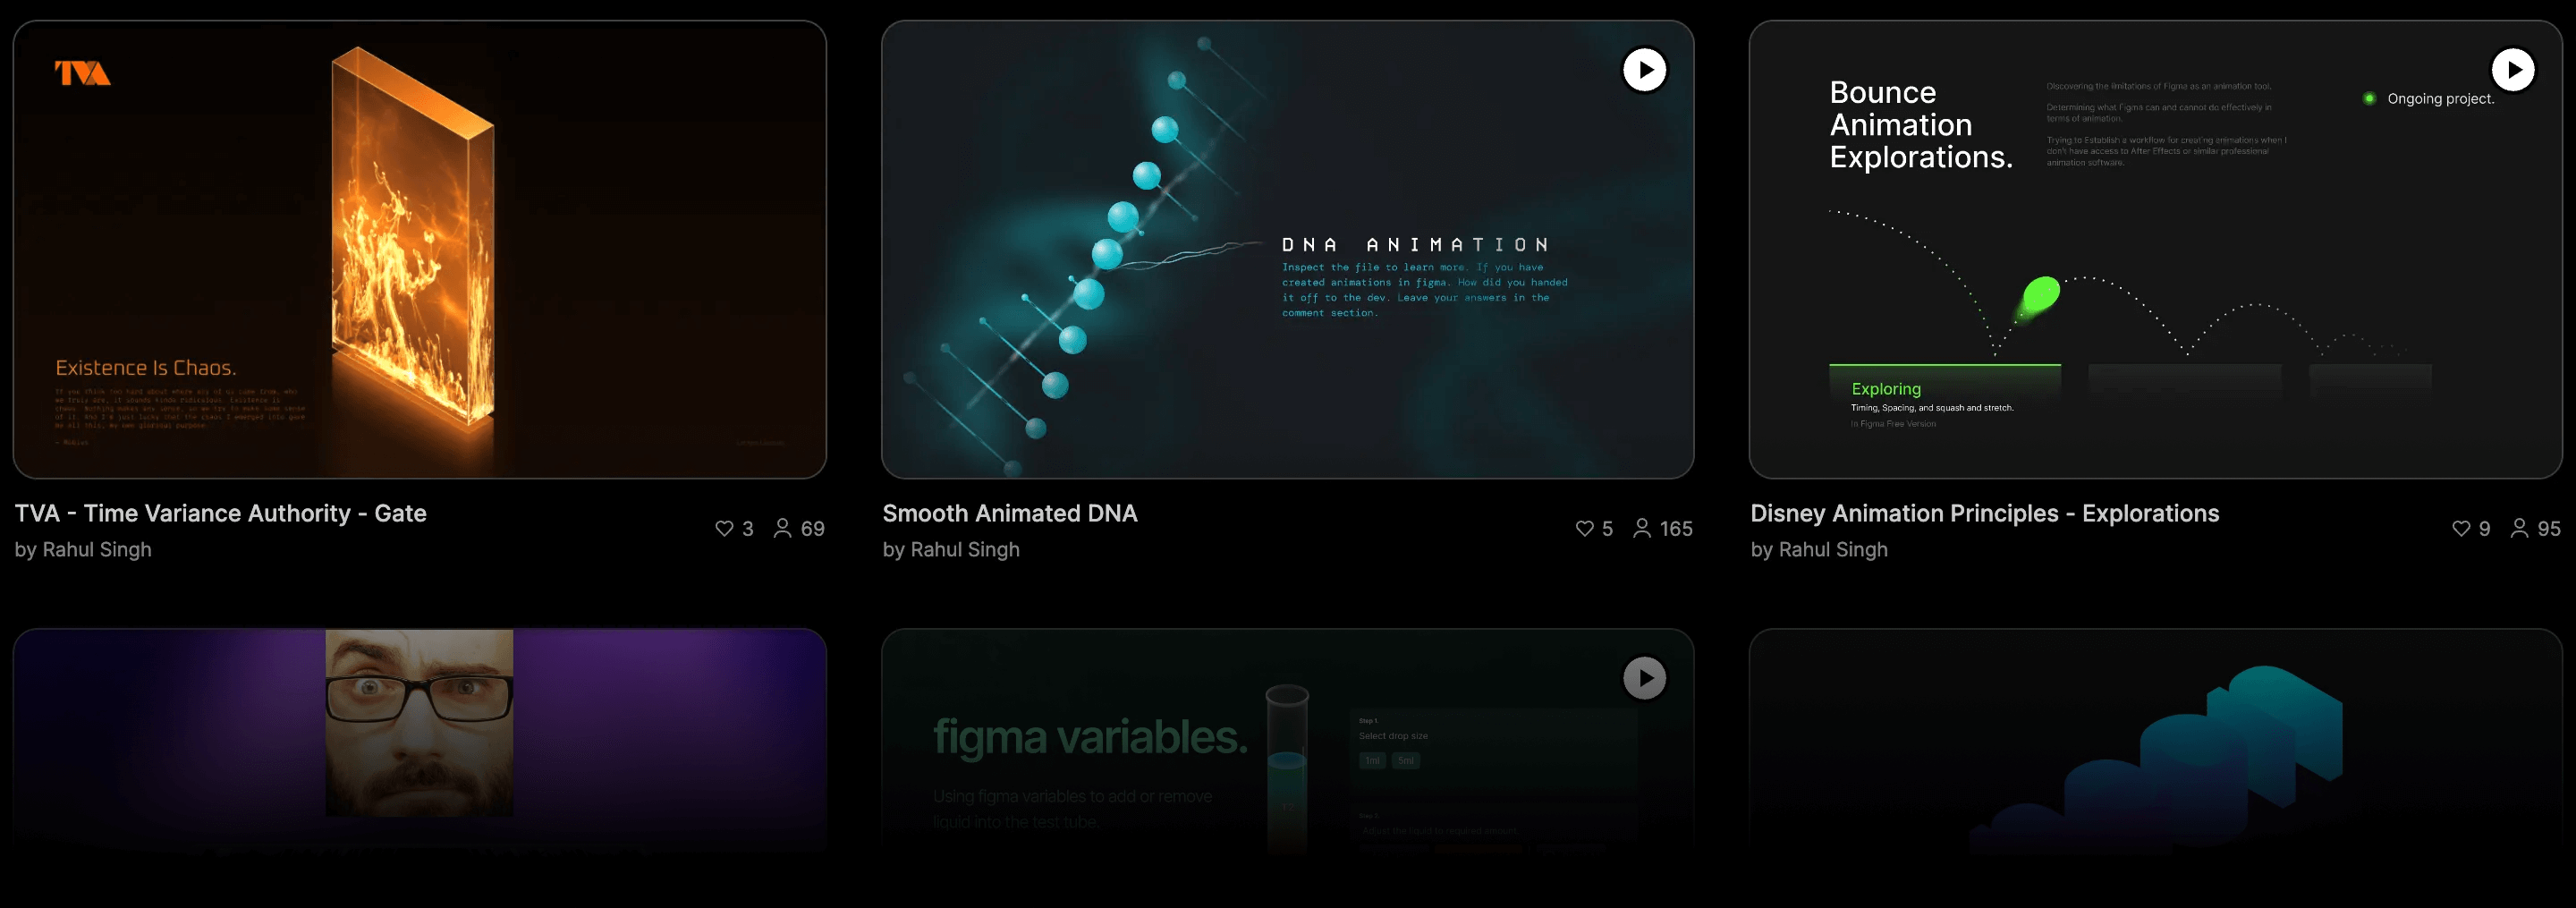 TVA
Existence Is Chaos.
DNA ANIMATION
Inspect the file to learn more. If you have
created animations in figma. How did you handed
it off to the dev. Leave your answers in the
comment section.
Bounce
Animation
Explorations.
Discovering the limitations of Figma as an animation tool.
Determining what Figma can and cannot do effectively in
terms of animation.
Trying to Establish a workflow for creating animations when I
don't have access to After Effects or similar professional
animation software.
Ongoing project.
Exploring
Timing, Spacing, and squash and stretch.
In Figma Free Version
TVA - Time Variance Authority - Gate
by Rahul Singh
3 69
Smooth Animated DNA
by Rahul Singh
5 165
Disney Animation Principles - Explorations
by Rahul Singh
9 95
figma variables.
Using figma variables to add or remove
liquid into the test tube.
Step 1.
Select drop size
1ml 5ml
Step 2.
Adjust the liquid to required amount.